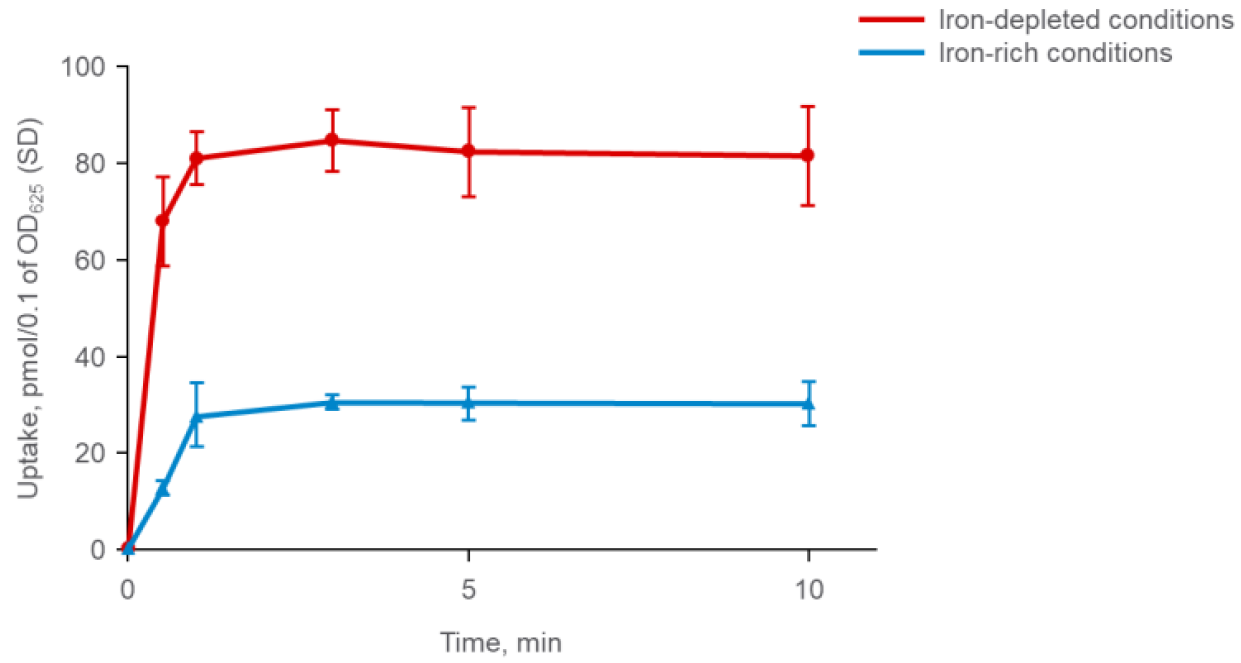 Iron-depleted conditions
Iron-rich conditions
100
80
60
40
20
0
Uptake, pmol/0.1 of OD₆₂₅ (SD)
0 5 10
Time, min